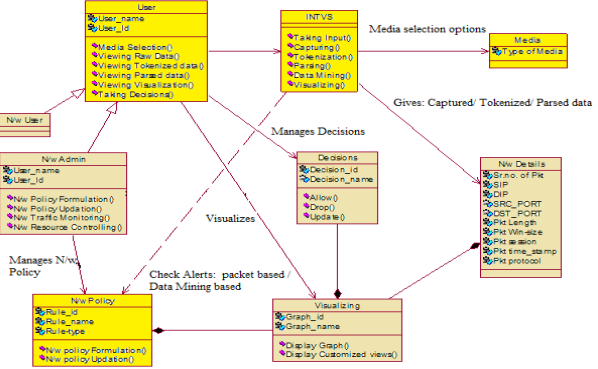 User
User_name
User_Id
Media Selection()
Viewing Raw Data()
Viewing Tokenized data()
Viewing Parsed data()
Viewing Visualization()
Taking Decisions()
INTVS
Taking Input()
Capturing()
Tokenization()
Parsing()
Data Mining()
Visualizing()
Media selection options
Media
Type of Media
Gives: Captured/ Tokenized/ Parsed data
N/w User
Manages Decisions
N/w Admin
User_name
User_Id
N/w Policy Formulation()
N/w Policy Updation()
N/w Traffic Monitoring()
N/w Resource Controlling()
Decisions
Decision_id
Decision_name
Allow()
Drop()
Update()
N/w Details
Sr.no. of Pkt
SIP
DIP
SRC_PORT
DST_PORT
Pkt Length
Pkt Win-size
Pkt session
Pkt time_stamp
Pkt protocol
Visualizes
Manages N/w
Policy
Check Alerts: packet based /
Data Mining based
N/w Policy
Rule_id
Rule_name
Rule-type
N/w policy Formulation()
N/w policy Updation()
Visualizing
Graph_id
Graph_name
Display Graph()
Display Customized views()